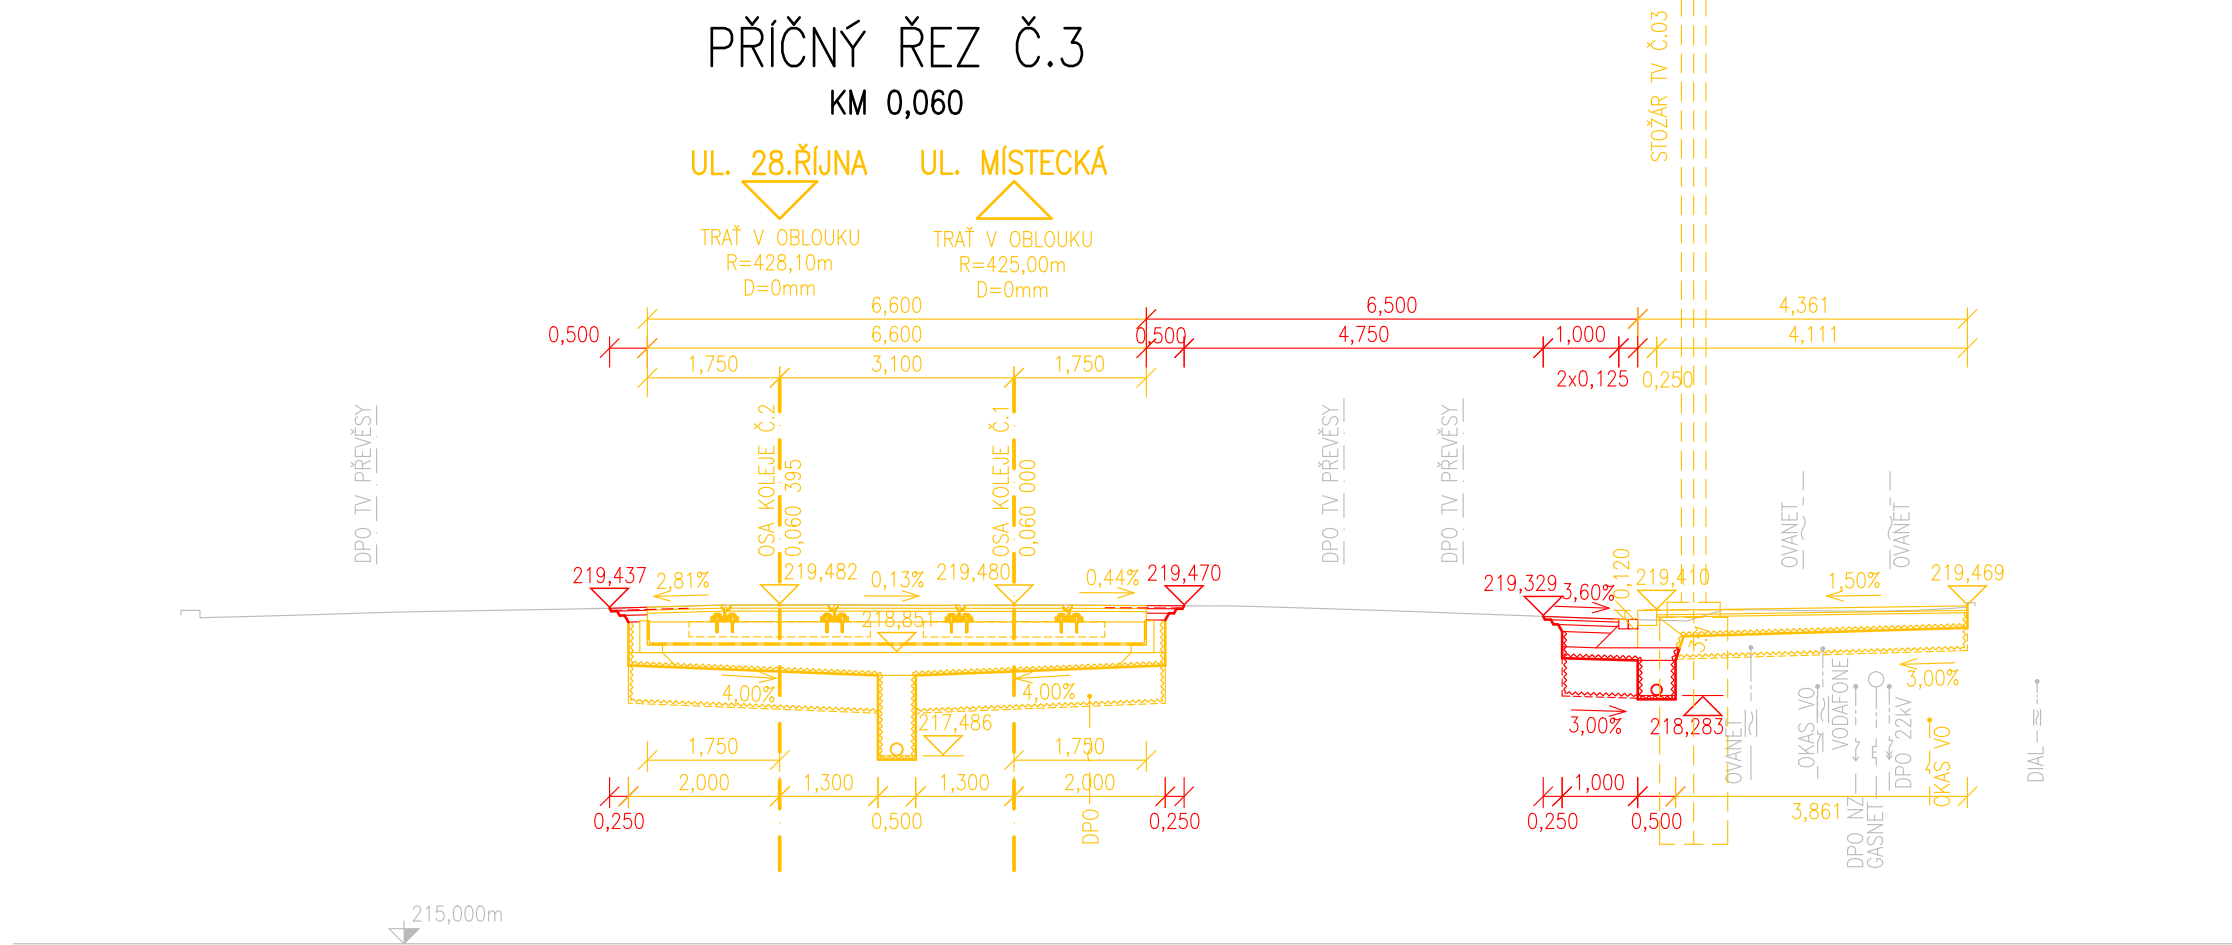 PŘÍČNÝ ŘEZ Č.3
KM 0,060
STOŽÁR TV Č.03
UL. 28.ŘÍJNA
UL. MÍSTECKÁ
TRAŤ V OBLOUKU
R=428,10m
D=0mm
TRAŤ V OBLOUKU
R=425,00m
D=0mm
6,600
6,500
4,361
0,500
6,600
0,500
4,750
1,000
4,111
1,750
3,100
1,750
2x0,125
0,250
DPO TV PŘEVĚSY
OSA KOLEJE Č.2
0,060 395
OSA KOLEJE Č.1
0,060 000
DPO TV PŘEVĚSY
DPO TV PŘEVĚSY
OVANET
OVANET
219,437
2,81%
219,482
0,13%
219,480
0,44%
219,470
219,329
3,60%
0,120
219,410
1,50%
219,469
218,851
4,00%
4,00%
217,486
3,00%
218,283
3,00%
OVANET
OKAS VO
VODAFONE
DPO NZ
GASNET
DPO 22kV
OKAS VO
DIAL
1,750
1,750
2,000
1,300
1,300
2,000
1,000
0,250
0,500
DPO
0,250
0,250
0,500
3,861
215,000m